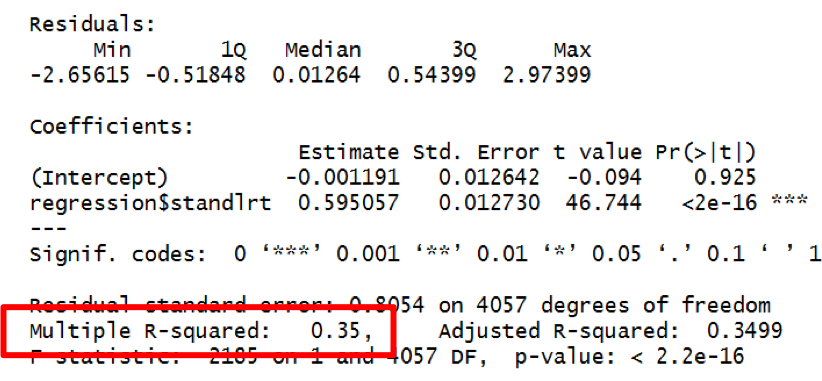 Residuals:
Min 1Q Median 3Q Max
-2.65615 -0.51848 0.01264 0.54399 2.97399
Coefficients:
Estimate Std. Error t value Pr(>|t|)
(Intercept) -0.001191 0.012642 -0.094 0.925
regression$standlrt 0.595057 0.012730 46.744 <2e-16 ***
---
Signif. codes: 0 ‘***’ 0.001 ‘**’ 0.01 ‘*’ 0.05 ‘.’ 0.1 ‘ ’ 1
Residual standard error: 0.8054 on 4057 degrees of freedom
Multiple R-squared: 0.35, Adjusted R-squared: 0.3499
F-statistic: 2185 on 1 and 4057 DF, p-value: < 2.2e-16